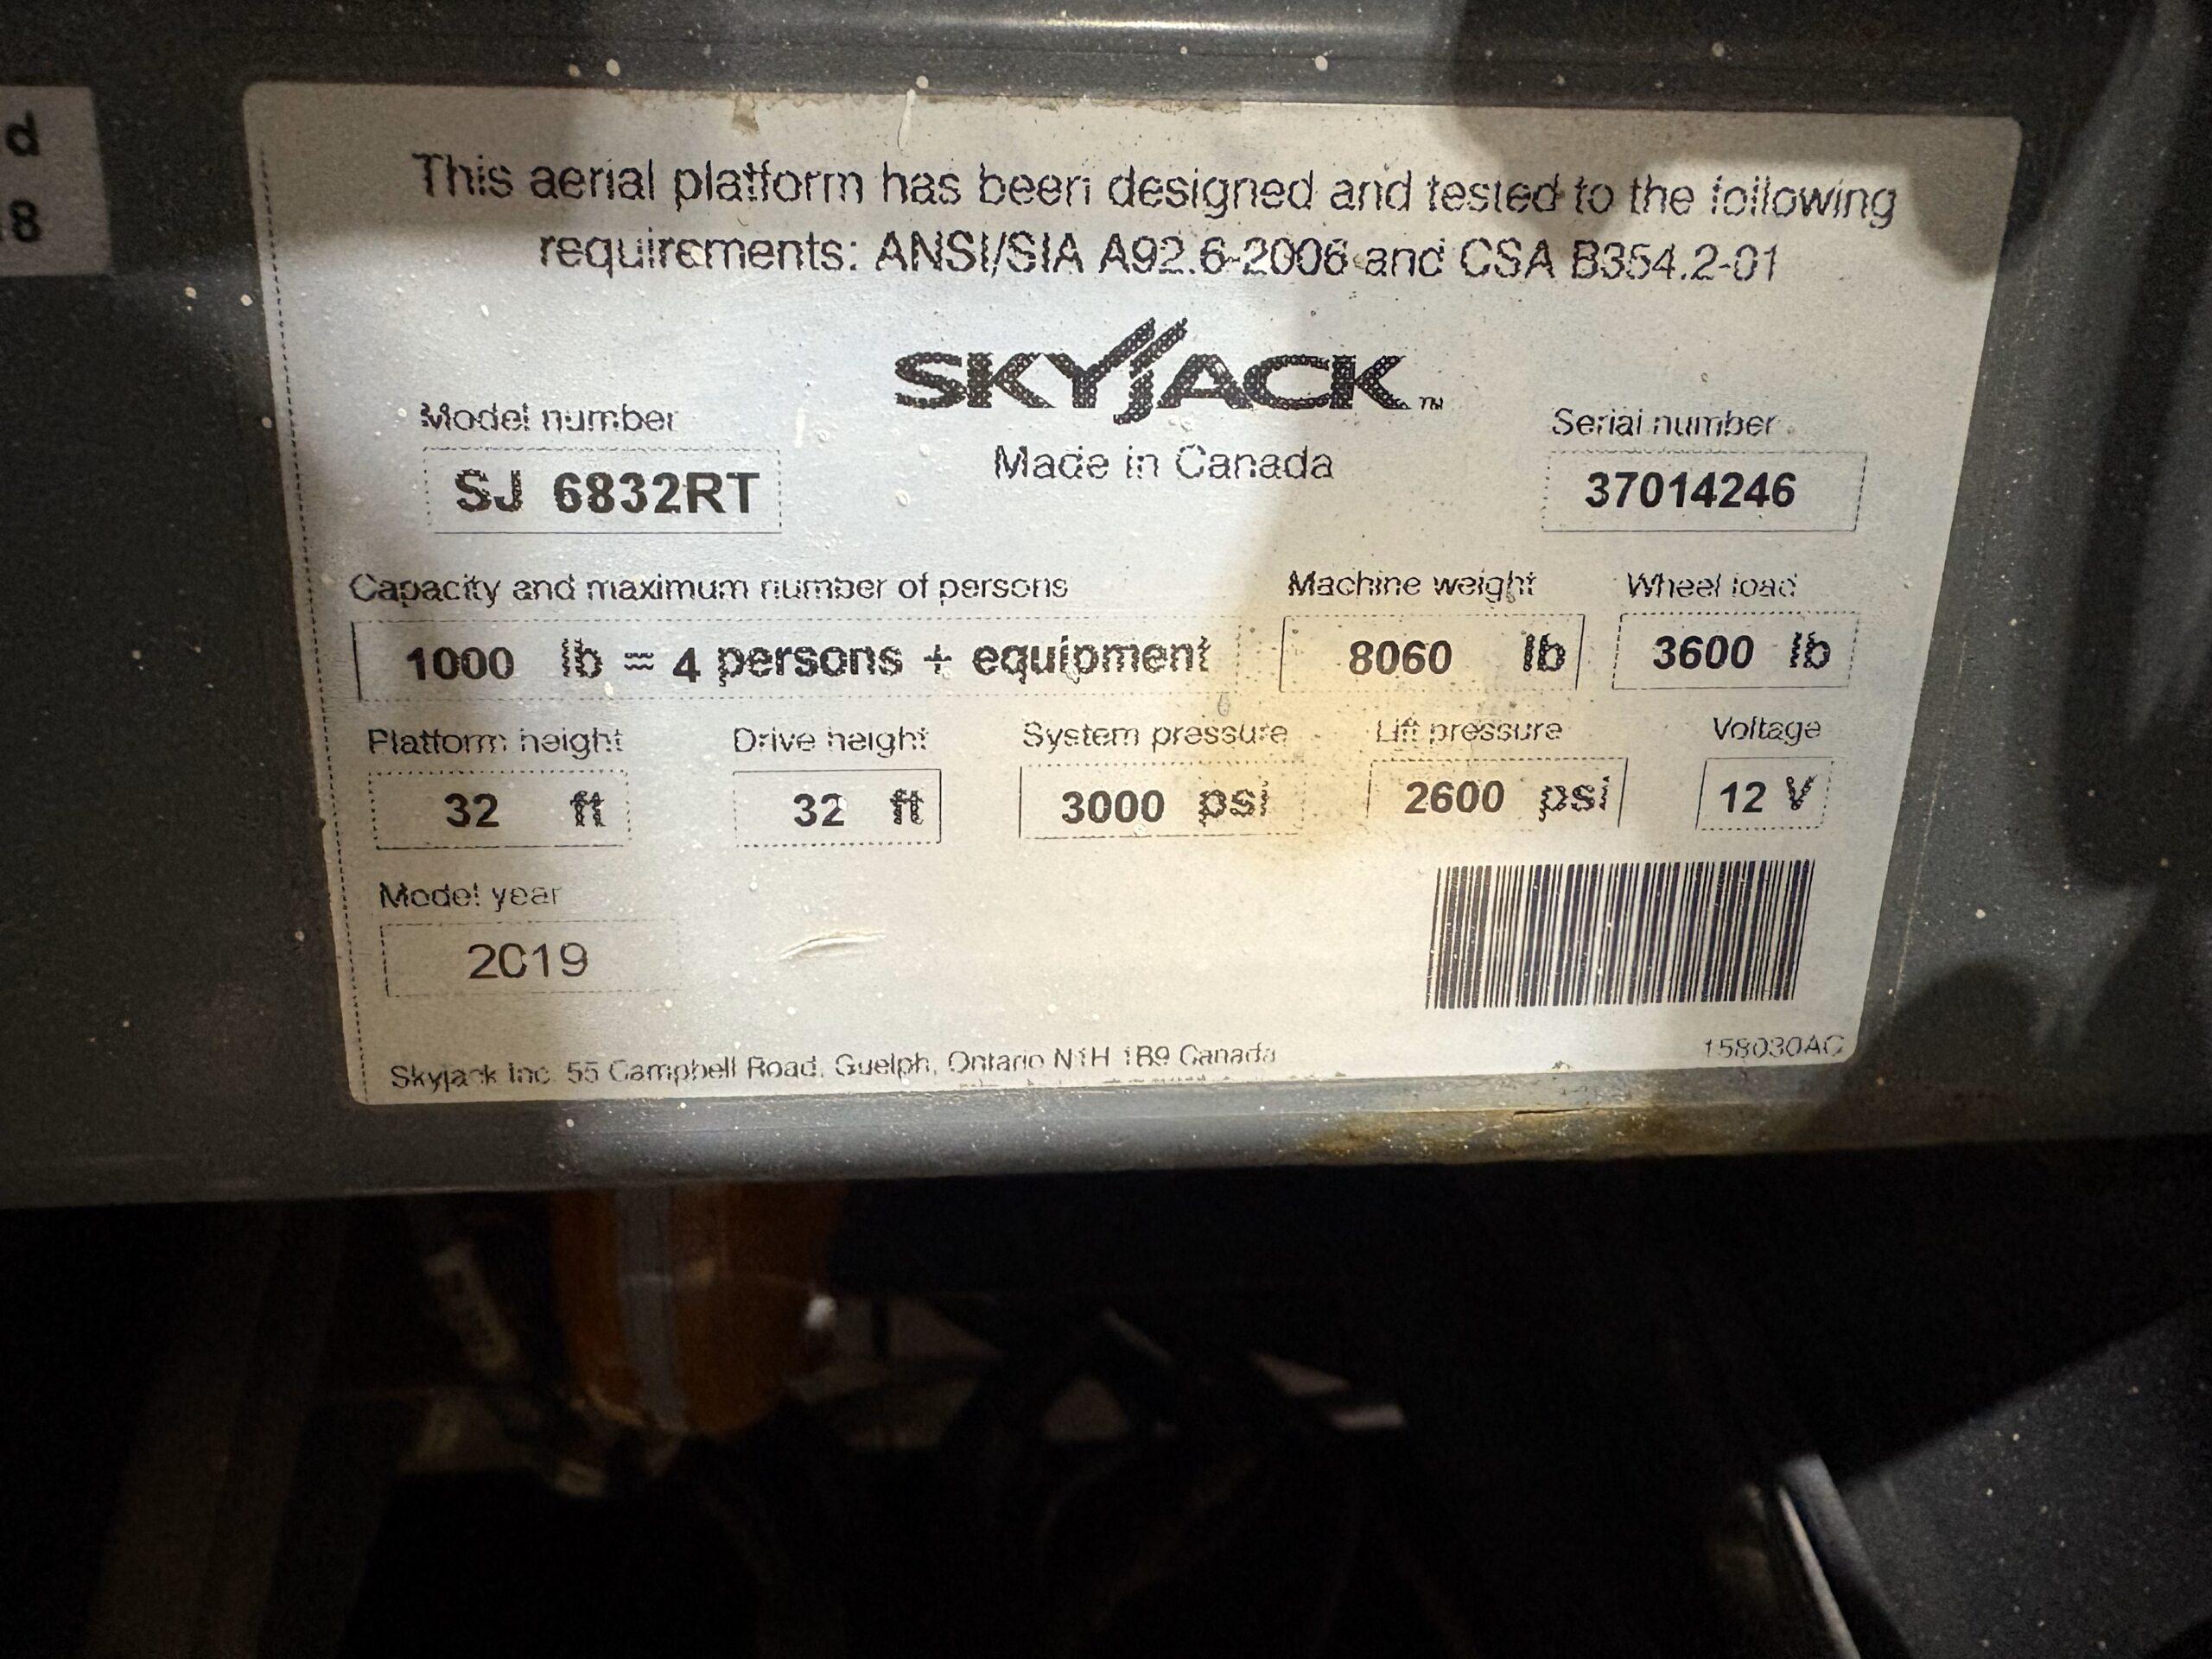 d
18
This aerial platform has been designed and tested to the following
requirements: ANSI/SIA A92.6-2006 and CSA B354.2-01
SKYJACK™
Made in Canada
Model number
SJ 6832RT
Serial number
37014246
Capacity and maximum number of persons
1000 lb = 4 persons + equipment
Machine weight
8060 lb
Wheel load
3600 lb
Platform height
32 ft
Drive height
32 ft
System pressure
3000 psi
Lift pressure
2600 psi
Voltage
12 V
Model year
2019
Skyjack Inc. 55 Campbell Road, Guelph, Ontario N1H 1B9 Canada
158030AC